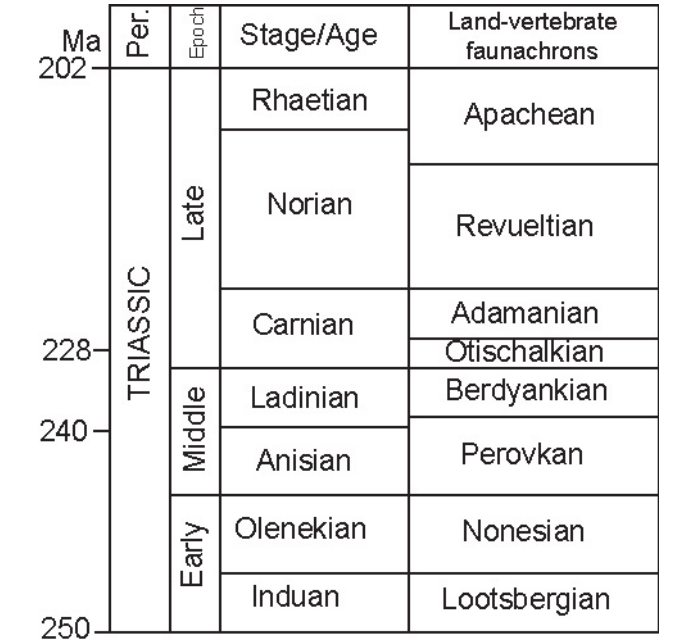 Ma
Per.
Epoch
Stage/Age
Land-vertebrate
faunachrons
202
TRIASSIC
Late
Rhaetian
Apachean
Norian
Revueltian
Carnian
Adamanian
228
Otischalkian
Middle
Ladinian
Berdyankian
240
Anisian
Perovkan
Early
Olenekian
Nonesian
Induan
Lootsbergian
250